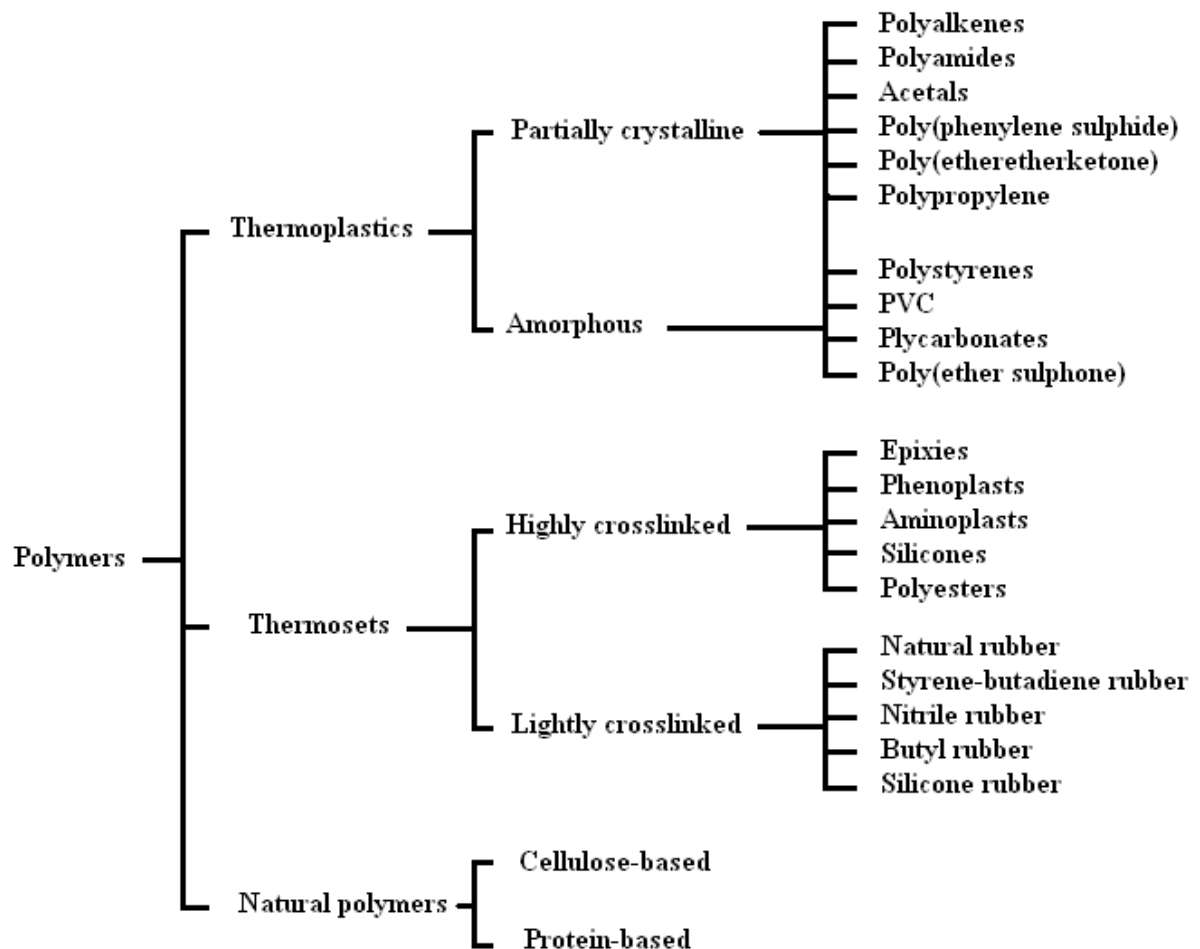 Polymers
Thermoplastics
Partially crystalline
Polyalkenes
Polyamides
Acetals
Poly(phenylene sulphide)
Poly(etheretherketone)
Polypropylene
Amorphous
Polystyrenes
PVC
Plycarbonates
Poly(ether sulphone)
Thermosets
Highly crosslinked
Epixies
Phenoplasts
Aminoplasts
Silicones
Polyesters
Lightly crosslinked
Natural rubber
Styrene-butadiene rubber
Nitrile rubber
Butyl rubber
Silicone rubber
Natural polymers
Cellulose-based
Protein-based